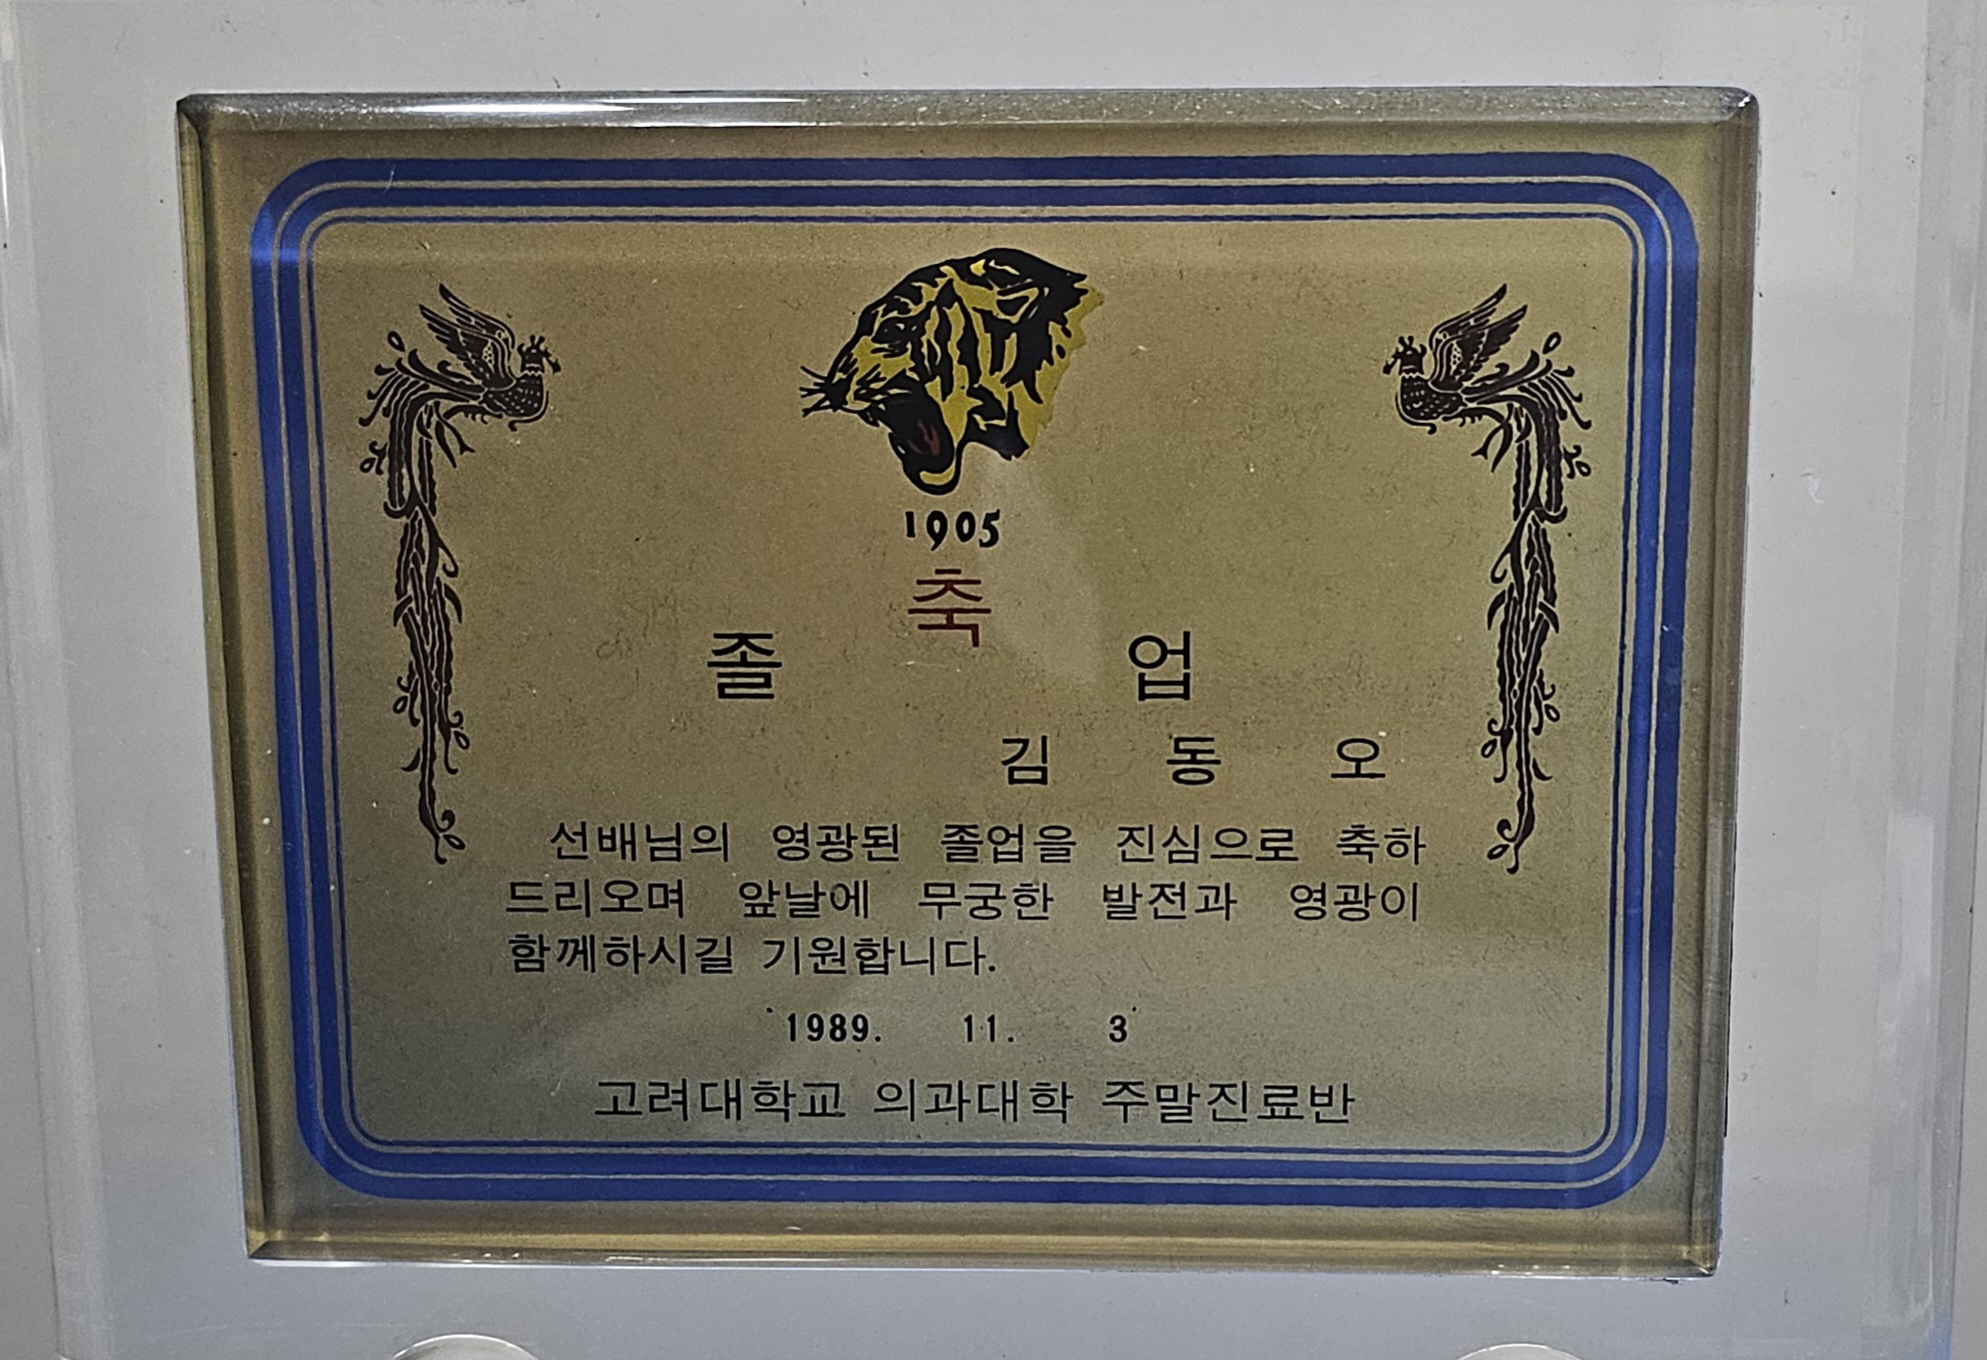 1905
축
졸 업
김 동 오
선배님의 영광된 졸업을 진심으로 축하
드리오며 앞날에 무궁한 발전과 영광이
함께하시길 기원합니다.
1989. 11. 3
고려대학교 의과대학 주말진료반